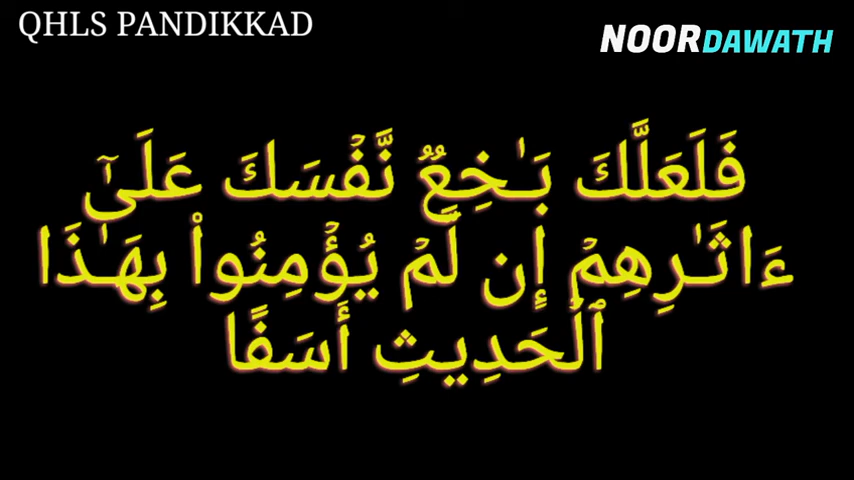 QHLS PANDIKKAD
NOORDAWATH
فَلَعَلَّكَ بَـٰخِعٌۭ نَّفْسَكَ عَلَىٰٓ
ءَاثَـٰرِهِمْ إِن لَّمْ يُؤْمِنُوا۟ بِهَـٰذَا
ٱلْحَدِيثِ أَسَفًا